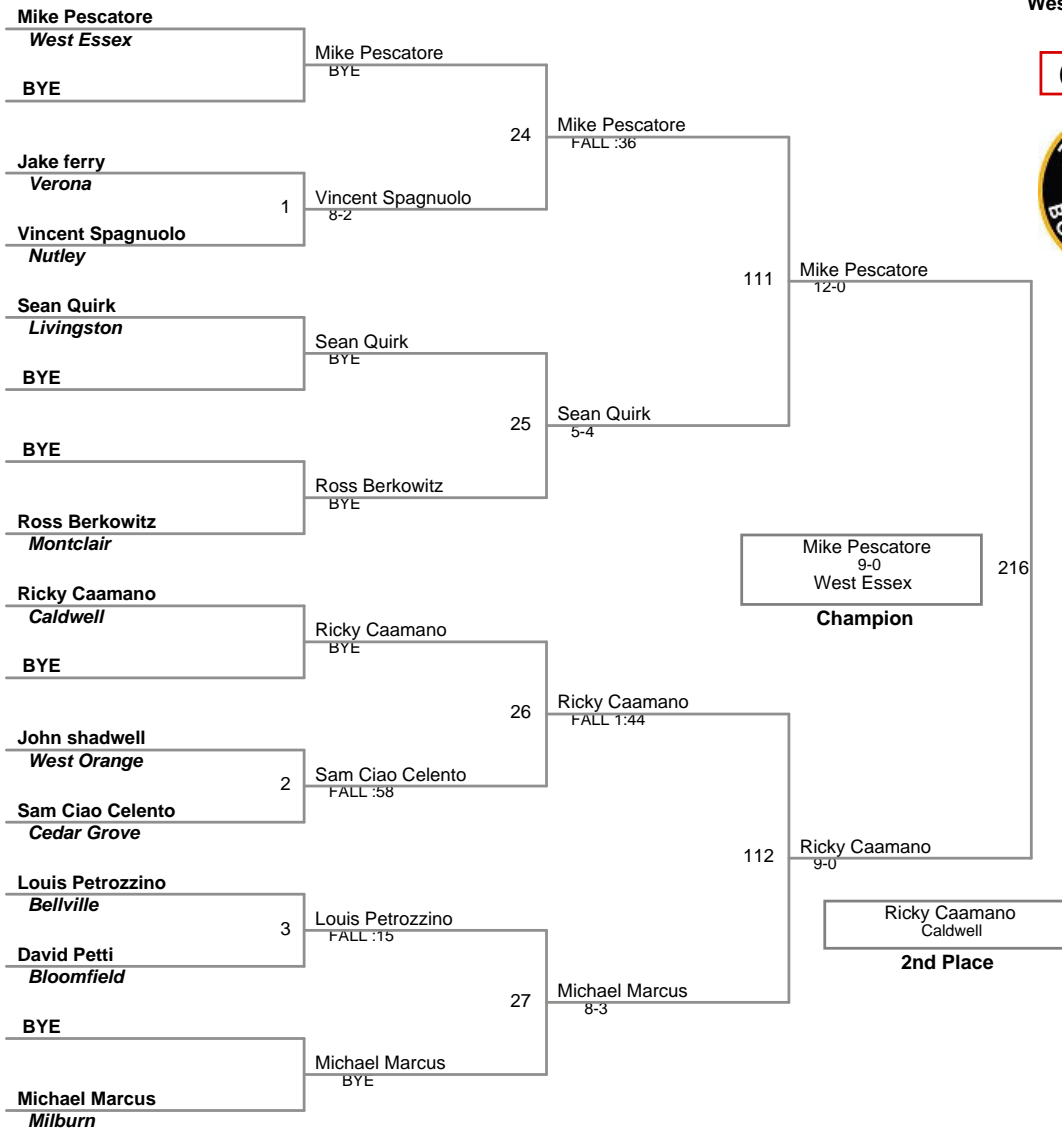 Wes
Mike Pescatore
West Essex
BYE
Jake ferry
Verona
1
Vincent Spagnuolo
Nutley
Sean Quirk
Livingston
BYE
BYE
Ross Berkowitz
Montclair
Ricky Caamano
Caldwell
BYE
John shadwell
West Orange
2
Sam Ciao Celento
Cedar Grove
Louis Petrozzino
Bellville
3
David Petti
Bloomfield
BYE
Michael Marcus
Milburn
Mike Pescatore
BYE
24
Vincent Spagnuolo
8-2
Sean Quirk
BYE
25
Ross Berkowitz
BYE
Ricky Caamano
BYE
26
Sam Ciao Celento
FALL :58
Louis Petrozzino
FALL :15
27
Michael Marcus
BYE
Mike Pescatore
FALL :36
111
Sean Quirk
5-4
Ricky Caamano
FALL 1:44
112
Michael Marcus
8-3
Mike Pescatore
12-0
216
Ricky Caamano
9-0
Mike Pescatore
9-0
West Essex
Champion
Ricky Caamano
Caldwell
2nd Place